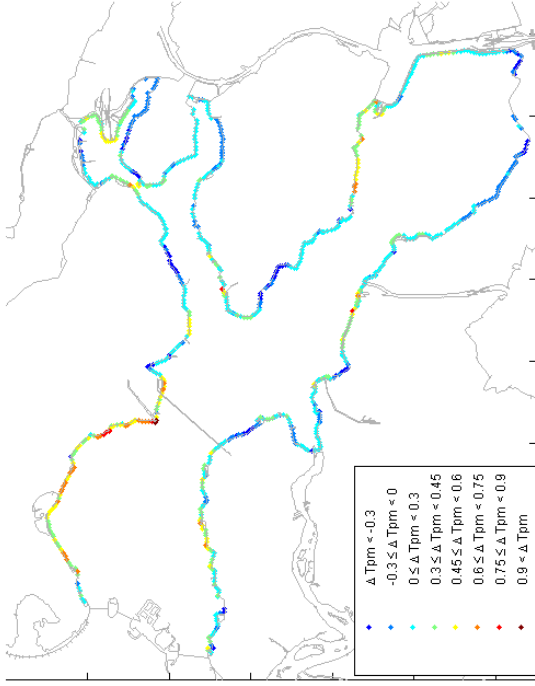 Δ Tpm < -0.3
-0.3 ≤ Δ Tpm < 0
0 ≤ Δ Tpm < 0.3
0.3 ≤ Δ Tpm < 0.45
0.45 ≤ Δ Tpm < 0.6
0.6 ≤ Δ Tpm < 0.75
0.75 ≤ Δ Tpm < 0.9
0.9 < Δ Tpm